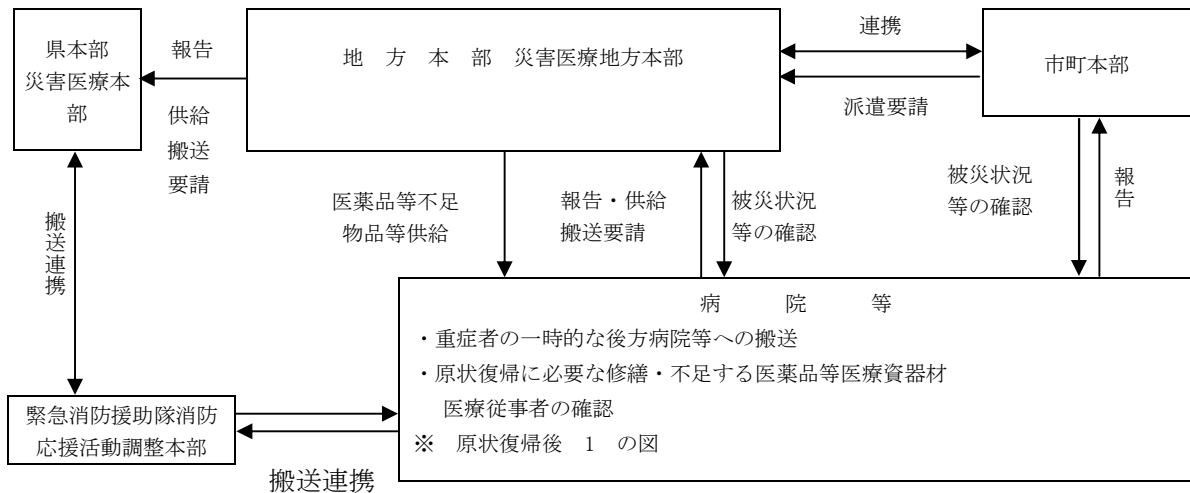 県本部
災害医療本
部
報告
供給
搬送
要請
地　方　本　部　災害医療地方本部
連携
派遣要請
市町本部
搬送連携
医薬品等不足
物品等供給
報告・供給
搬送要請
被災状況
等の確認
被災状況
等の確認
報告
病　　院　　等
・重症者の一時的な後方病院等への搬送
・原状復帰に必要な修繕・不足する医薬品等医療資器材
医療従事者の確認
※　原状復帰後　1　の図
緊急消防援助隊消防
応援活動調整本部
搬送連携